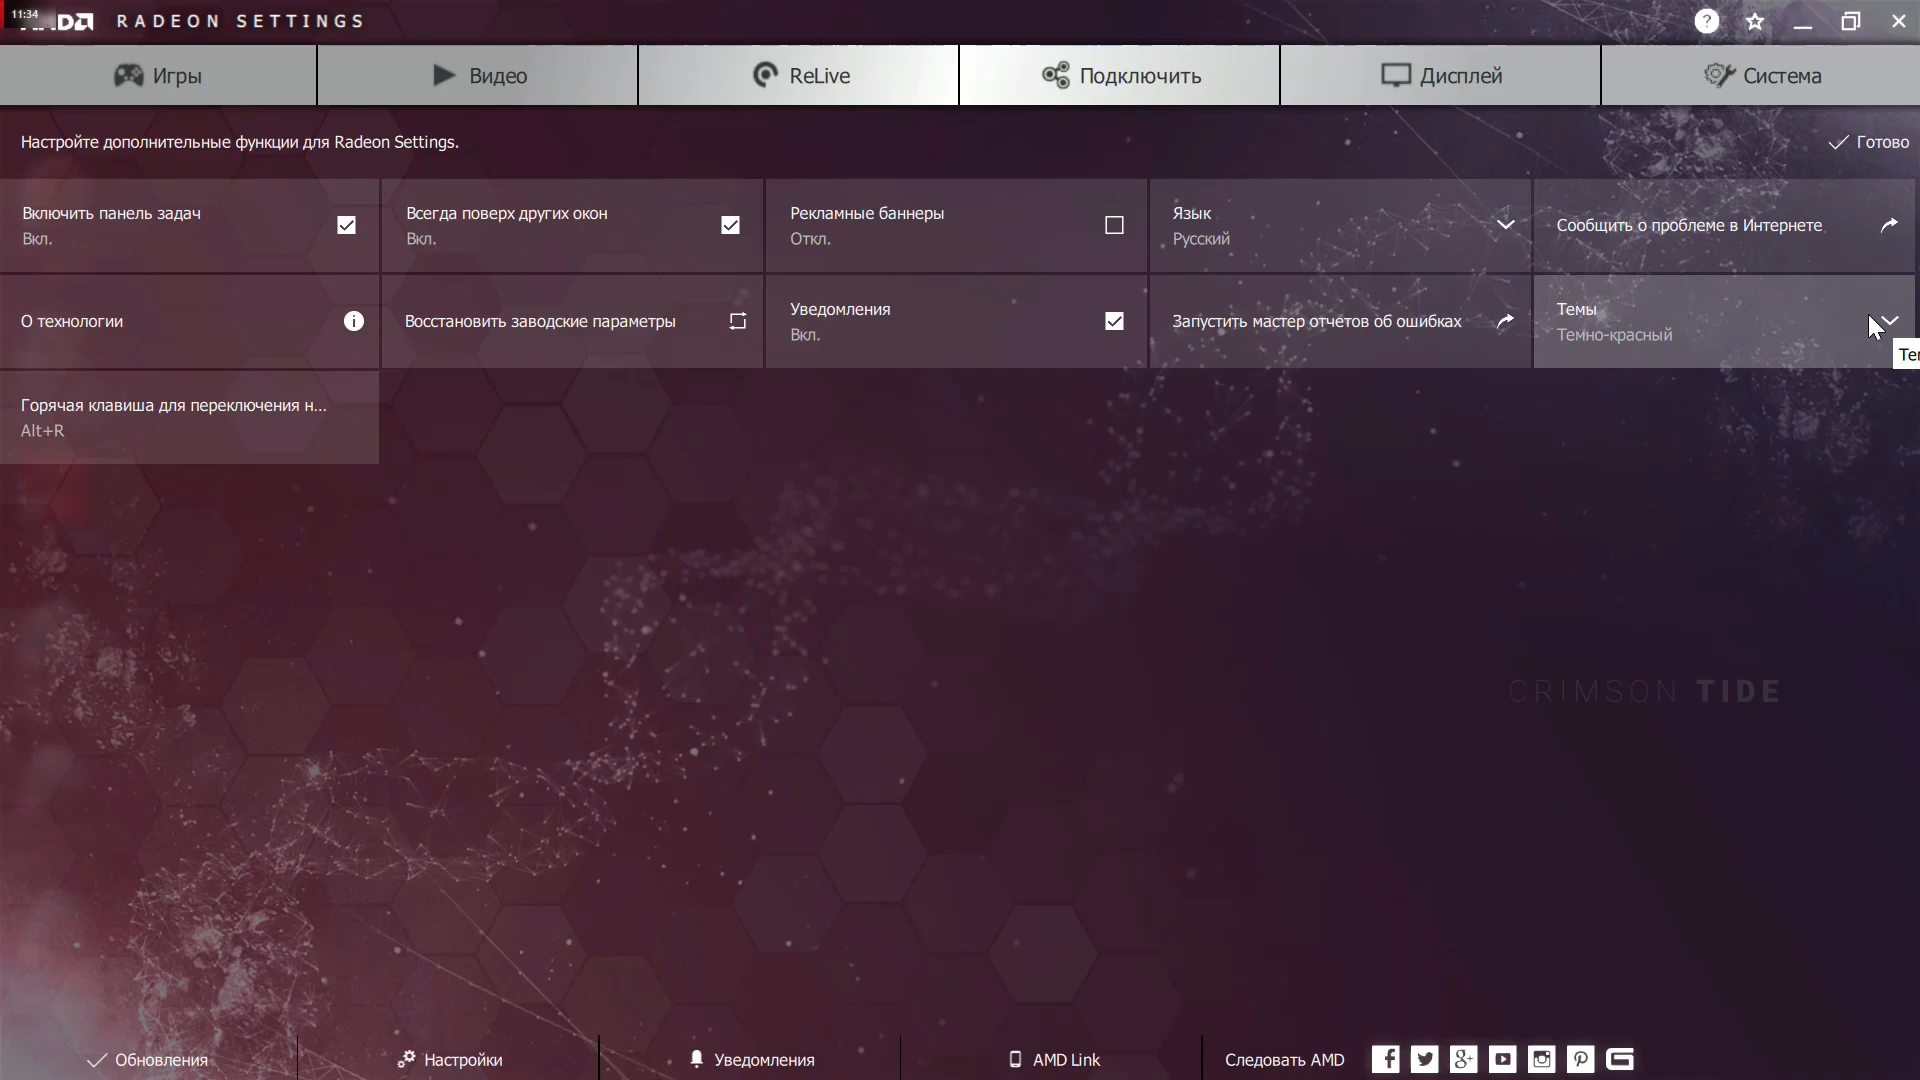 11:34
RADEON SETTINGS
Игры
Видео
ReLive
Подключить
Дисплей
Система
Настройте дополнительные функции для Radeon Settings.
Готово
Включить панель задач
Вкл.
Всегда поверх других окон
Вкл.
Рекламные баннеры
Откл.
Язык
Русский
Сообщить о проблеме в Интернете
О технологии
Восстановить заводские параметры
Уведомления
Вкл.
Запустить мастер отчетов об ошибках
Темы
Темно-красный
Горячая клавиша для переключения н...
Alt+R
CRIMSON TIDE
Обновления
Настройки
Уведомления
AMD Link
Следовать AMD